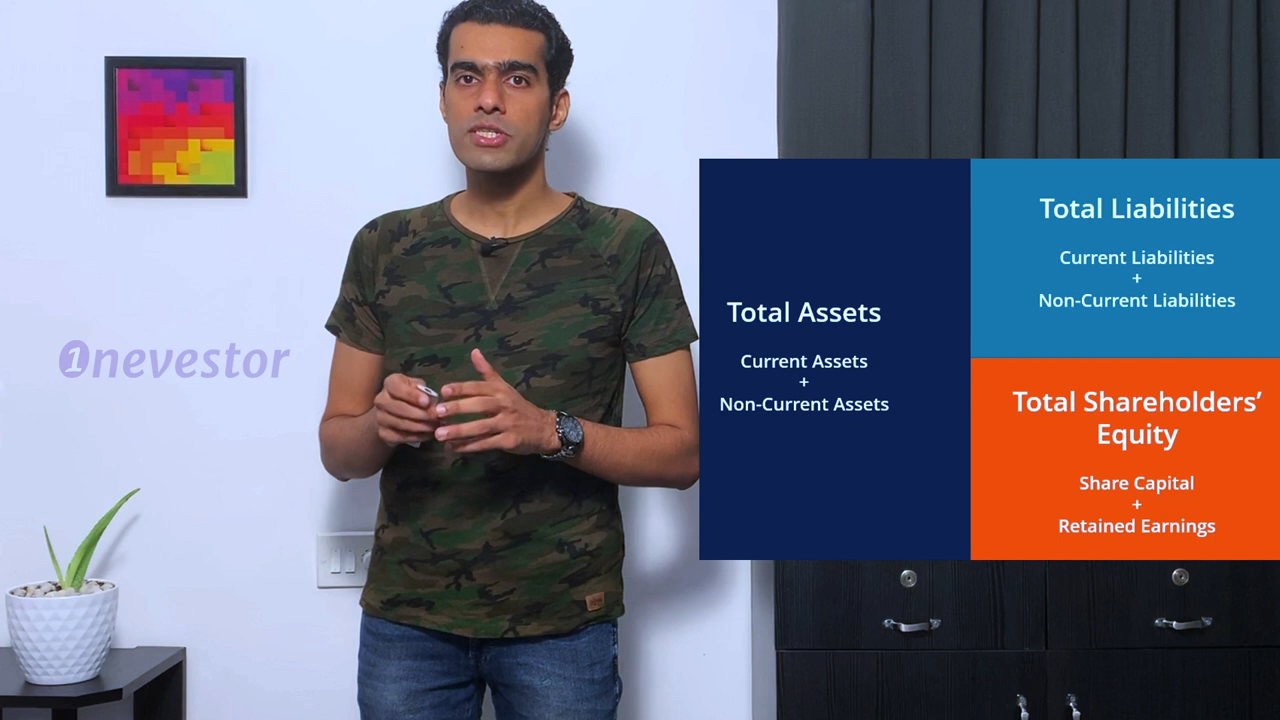 1nevestor
Total Assets
Current Assets
+
Non-Current Assets
Total Liabilities
Current Liabilities
+
Non-Current Liabilities
Total Shareholders’
Equity
Share Capital
+
Retained Earnings